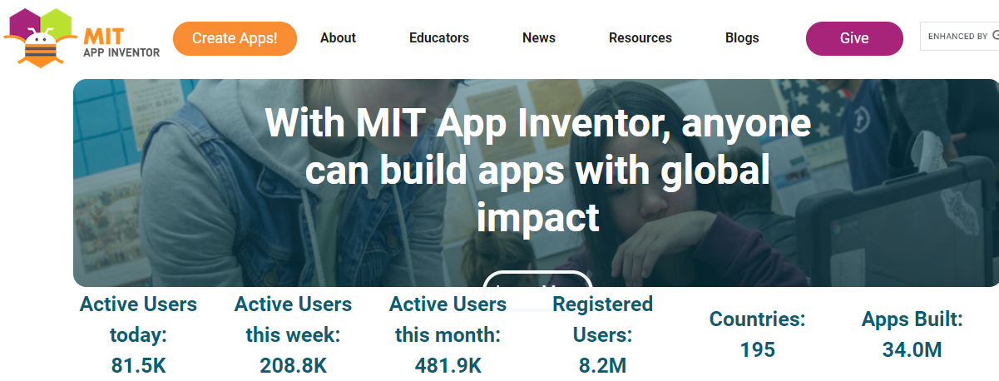 MIT
APP INVENTOR
Create Apps!
About
Educators
News
Resources
Blogs
Give
ENHANCED BY
With MIT App Inventor, anyone
can build apps with global
impact
Active Users
today:
81.5K
Active Users
this week:
208.8K
Active Users
this month:
481.9K
Registered
Users:
8.2M
Countries:
195
Apps Built:
34.0M